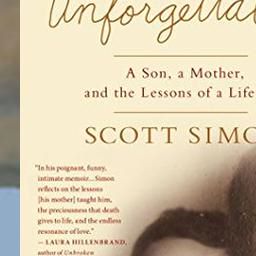 A Son, a Mother,
and the Lessons of a Life
SCOTT
"In his poignant, funny,
intimate memoir...Simon
reflects on the lessons
[his mother] taught him,
the preciousness that death
gives to life, and the endless
resonance of love."
— LAURA HILLENBRAND,
author of Unbroken